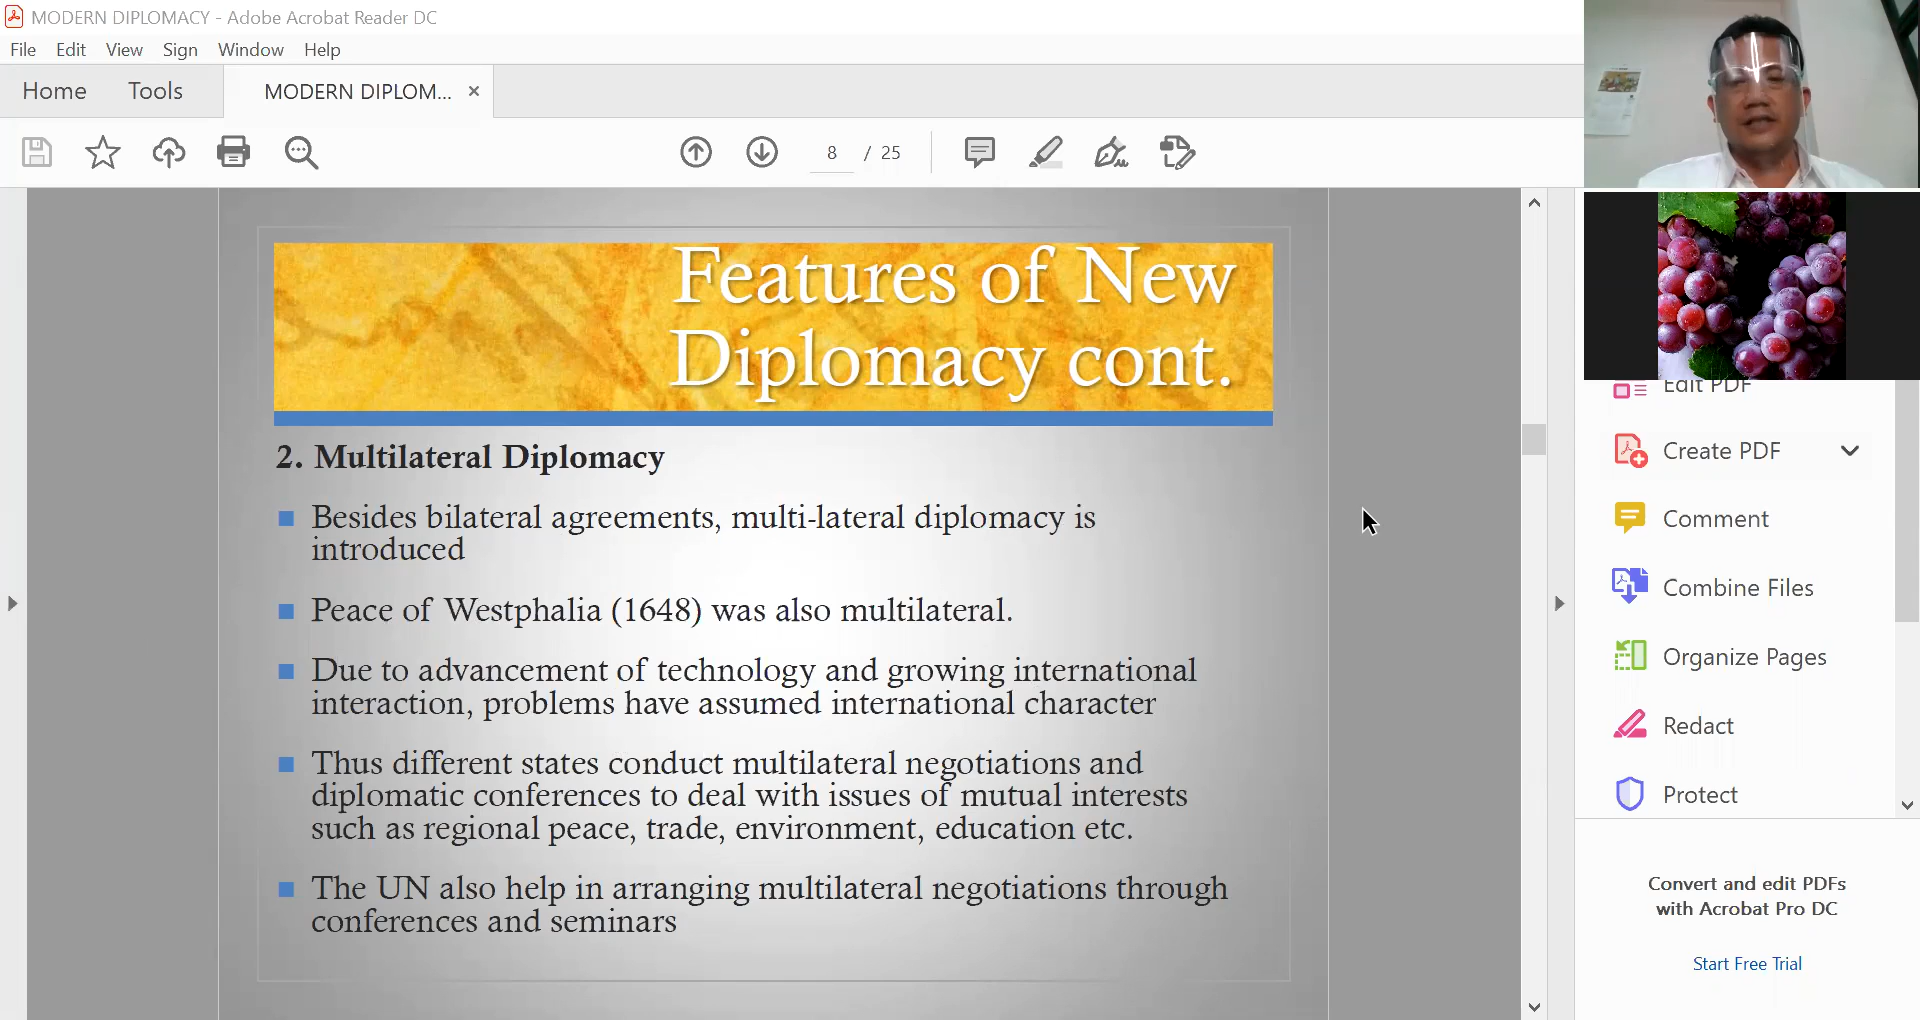 MODERN DIPLOMACY - Adobe Acrobat Reader DC
File Edit View Sign Window Help
Home Tools MODERN DIPLOM... ×
8 / 25
Features of New
Diplomacy cont.
2. Multilateral Diplomacy
Besides bilateral agreements, multi-lateral diplomacy is
introduced
Peace of Westphalia (1648) was also multilateral.
Due to advancement of technology and growing international
interaction, problems have assumed international character
Thus different states conduct multilateral negotiations and
diplomatic conferences to deal with issues of mutual interests
such as regional peace, trade, environment, education etc.
The UN also help in arranging multilateral negotiations through
conferences and seminars
Edit PDF
Create PDF
Comment
Combine Files
Organize Pages
Redact
Protect
Convert and edit PDFs
with Acrobat Pro DC
Start Free Trial